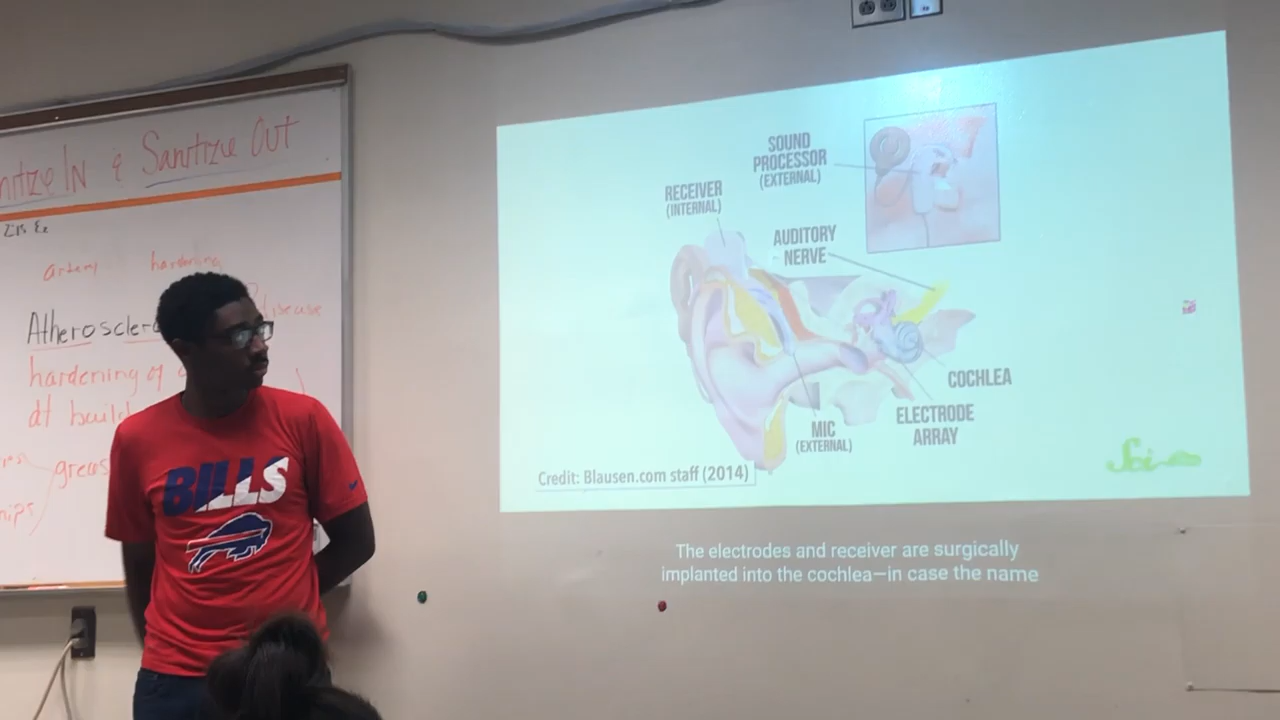 nitize In & Sanitize Out
artery hardening
disease
Atheroscler
hardening of
build
greas
BILLS
SOUND
PROCESSOR
(EXTERNAL)
RECEIVER
(INTERNAL)
AUDITORY
NERVE
COCHLEA
ELECTRODE
ARRAY
MIC
(EXTERNAL)
Credit: Blausen.com staff (2014)
Sci
The electrodes and receiver are surgically
implanted into the cochlea—in case the name